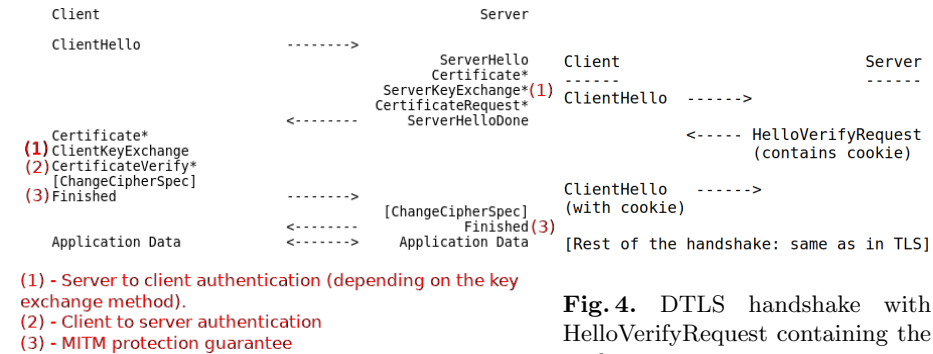 Client Server
ClientHello -------->
ServerHello
Certificate*
ServerKeyExchange*(1)
CertificateRequest*
<-------- ServerHelloDone
Certificate*
(1)ClientKeyExchange
(2)CertificateVerify*
[ChangeCipherSpec]
(3)Finished -------->
[ChangeCipherSpec]
<-------- Finished(3)
Application Data <-------> Application Data
(1) - Server to client authentication (depending on the key
exchange method).
(2) - Client to server authentication
(3) - MITM protection guarantee
Client Server
------ ------
ClientHello ------>
<----- HelloVerifyRequest
(contains cookie)
ClientHello ------>
(with cookie)
[Rest of the handshake: same as in TLS]
Fig. 4. DTLS handshake with
HelloVerifyRequest containing the